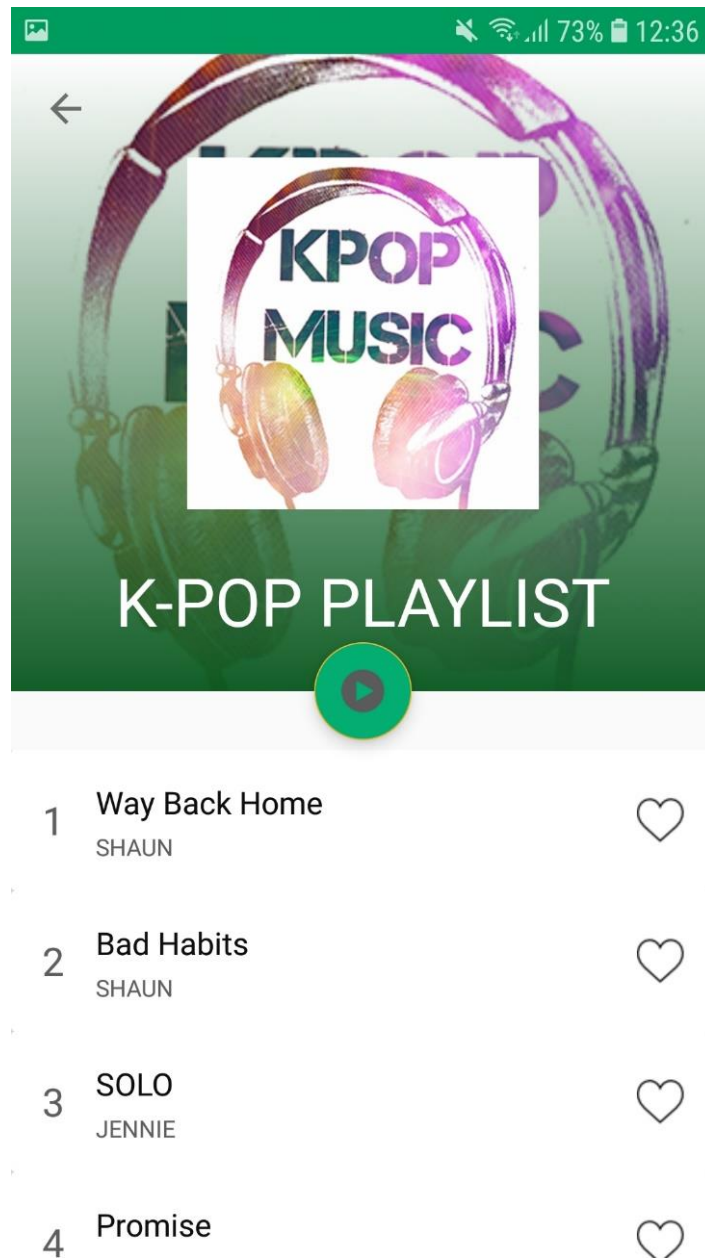 73% 12:36
KPOP
MUSIC
K-POP PLAYLIST
1
Way Back Home
SHAUN
2
Bad Habits
SHAUN
3
SOLO
JENNIE
4
Promise